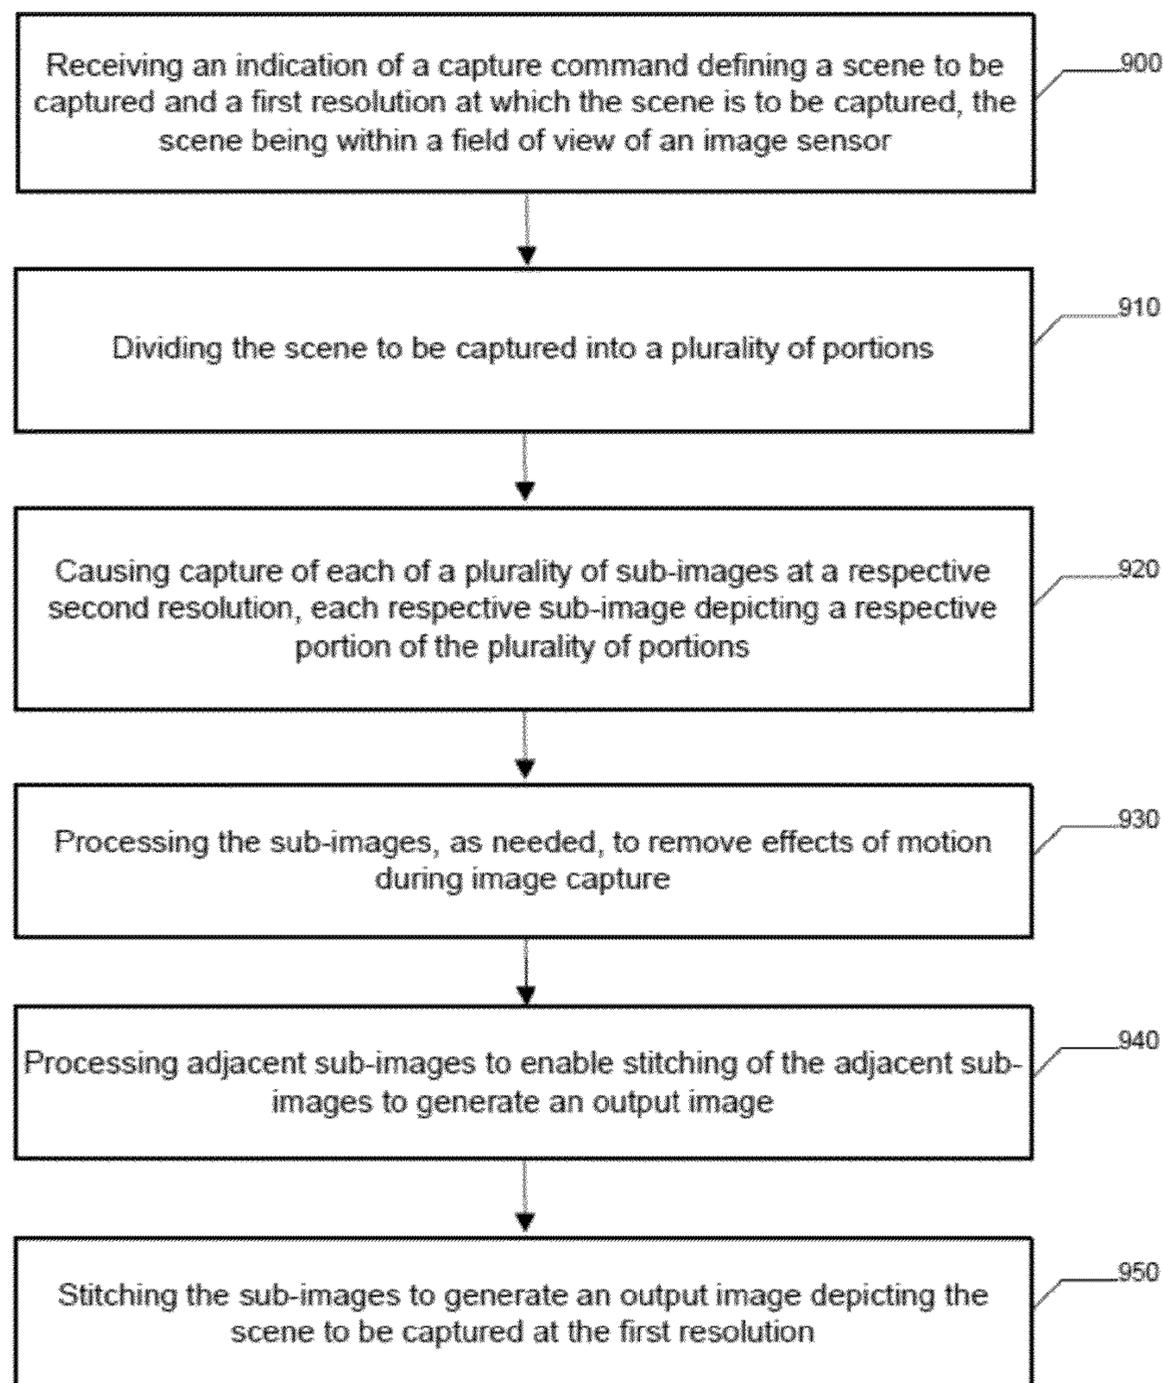 Receiving an indication of a capture command defining a scene to be
captured and a first resolution at which the scene is to be captured, the
scene being within a field of view of an image sensor
900
Dividing the scene to be captured into a plurality of portions
910
Causing capture of each of a plurality of sub-images at a respective
second resolution, each respective sub-image depicting a respective
portion of the plurality of portions
920
Processing the sub-images, as needed, to remove effects of motion
during image capture
930
Processing adjacent sub-images to enable stitching of the adjacent sub-
images to generate an output image
940
Stitching the sub-images to generate an output image depicting the
scene to be captured at the first resolution
950